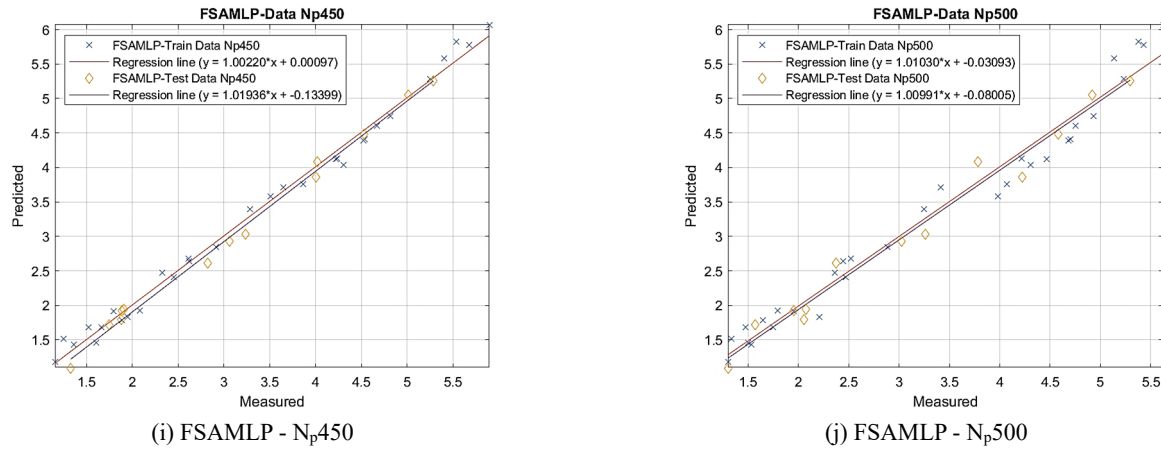 FSAMLP-Data Np450
FSAMLP-Train Data Np450
Regression line (y = 1.00220*x + 0.00097)
FSAMLP-Test Data Np450
Regression line (y = 1.01936*x + -0.13399)
6
5.5
5
4.5
4
3.5
3
2.5
2
1.5
Predicted
1.5 2 2.5 3 3.5 4 4.5 5 5.5
Measured
(i) FSAMLP - Np450
FSAMLP-Data Np500
FSAMLP-Train Data Np500
Regression line (y = 1.01030*x + -0.03093)
FSAMLP-Test Data Np500
Regression line (y = 1.00991*x + -0.08005)
6
5.5
5
4.5
4
3.5
3
2.5
2
1.5
Predicted
1.5 2 2.5 3 3.5 4 4.5 5 5.5
Measured
(j) FSAMLP - Np500